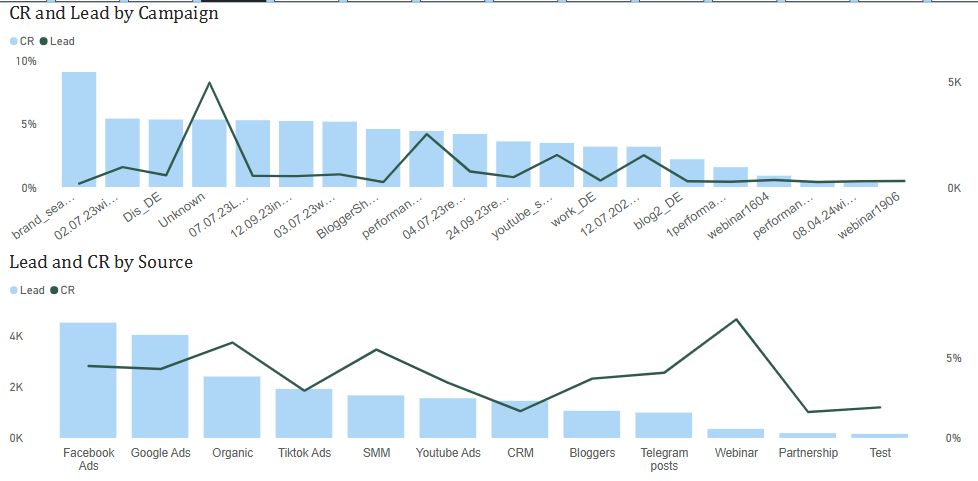 CR and Lead by Campaign
CR Lead
10%
5%
0%
5K
0K
brand_sea...
02.07.23wi...
Dis_DE
Unknown
07.07.23L...
12.09.23in...
03.07.23w...
BloggerSh...
performan...
04.07.23re...
24.09.23re...
youtube_s...
work_DE
12.07.202...
blog2_DE
1performa...
webinar1604
performan...
08.04.24wi...
webinar1906
Lead and CR by Source
Lead CR
4K
2K
0K
5%
0%
Facebook Ads
Google Ads
Organic
Tiktok Ads
SMM
Youtube Ads
CRM
Bloggers
Telegram posts
Webinar
Partnership
Test